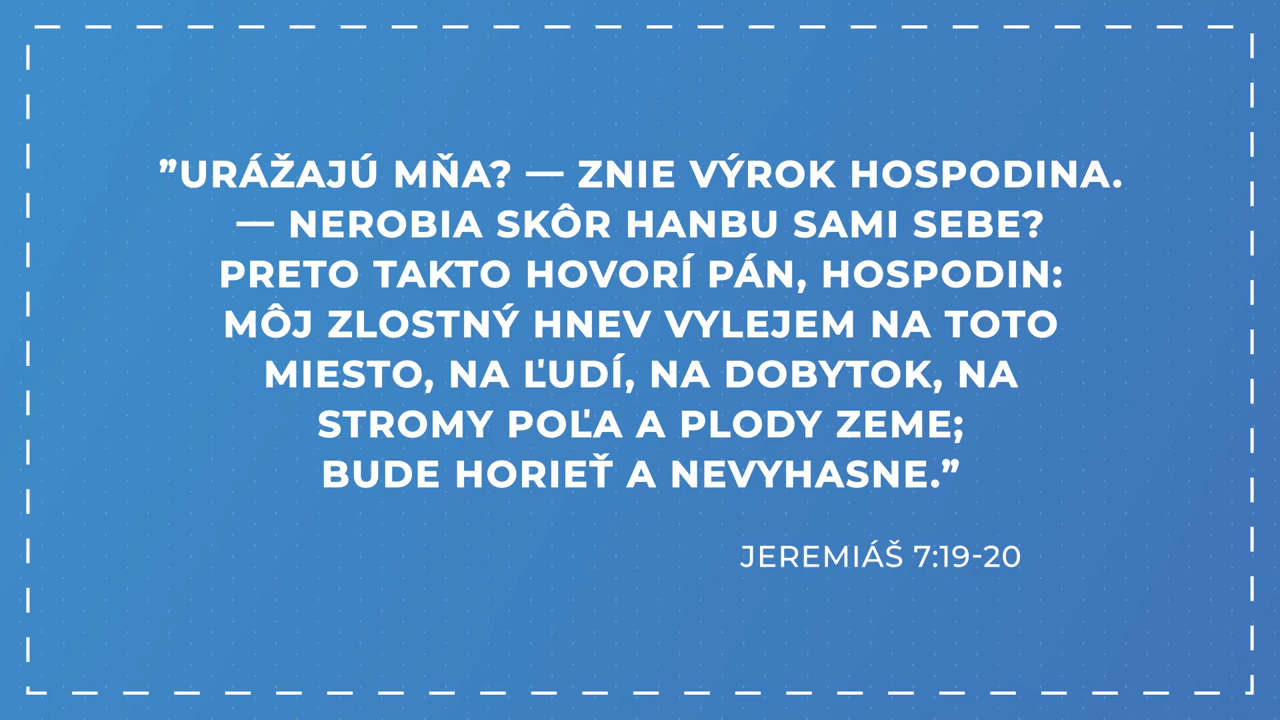 ”URÁŽAJÚ MŇA? — ZNIE VÝROK HOSPODINA.
— NEROBIA SKÔR HANBU SAMI SEBE?
PRETO TAKTO HOVORÍ PÁN, HOSPODIN:
MÔJ ZLOSTNÝ HNEV VYLEJEM NA TOTO
MIESTO, NA ĽUDÍ, NA DOBYTOK, NA
STROMY POĽA A PLODY ZEME;
BUDE HORIEŤ A NEVYHASNE.”
JEREMIÁŠ 7:19-20